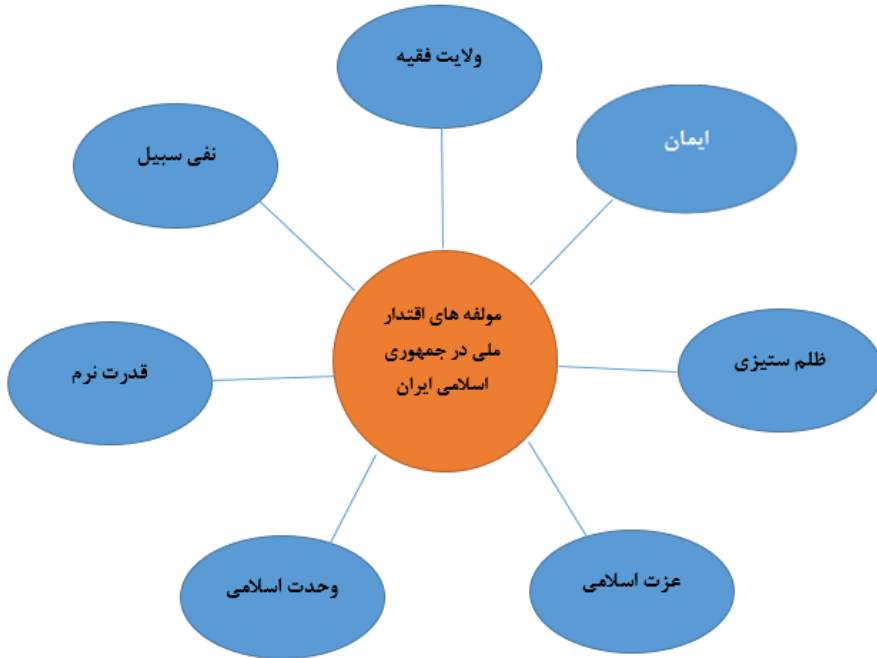 ولایت فقیه
ایمان
نفی سبیل
مولفه های اقتدار
ملی در جمهوری
اسلامی ایران
ظلم ستیزی
قدرت نرم
عزت اسلامی
وحدت اسلامی